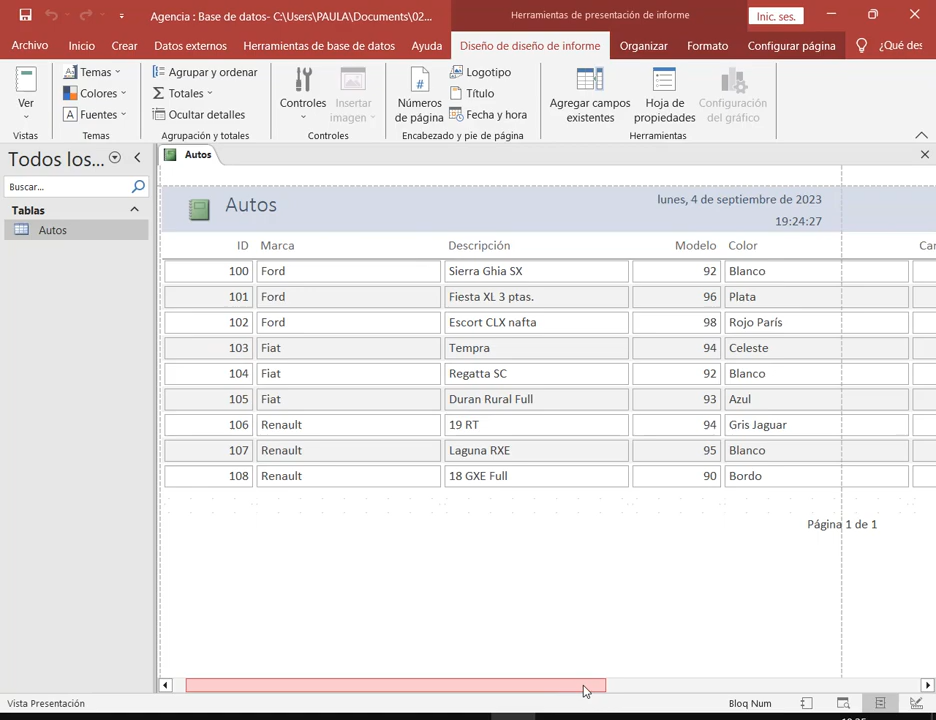 Agencia : Base de datos- C:\Users\PAULA\Documents\02...
Herramientas de presentación de informe
Inic. ses.
Archivo Inicio Crear Datos externos Herramientas de base de datos Ayuda Diseño de diseño de informe Organizar Formato Configurar página ¿Qué des
Ver
Vistas
Temas
Colores
Fuentes
Temas
Agrupar y ordenar
Totales
Ocultar detalles
Agrupación y totales
Controles
Insertar
imagen
Controles
Números
de página
Logotipo
Título
Fecha y hora
Encabezado y pie de página
Agregar campos
existentes
Hoja de
propiedades
Configuración
del gráfico
Herramientas
Todos los...
Buscar...
Tablas
Autos
Autos
Autos
lunes, 4 de septiembre de 2023
19:24:27
ID Marca Descripción Modelo Color Car
100 Ford Sierra Ghia SX 92 Blanco
101 Ford Fiesta XL 3 ptas. 96 Plata
102 Ford Escort CLX nafta 98 Rojo París
103 Fiat Tempra 94 Celeste
104 Fiat Regatta SC 92 Blanco
105 Fiat Duran Rural Full 93 Azul
106 Renault 19 RT 94 Gris Jaguar
107 Renault Laguna RXE 95 Blanco
108 Renault 18 GXE Full 90 Bordo
Página 1 de 1
Vista Presentación
Bloq Num